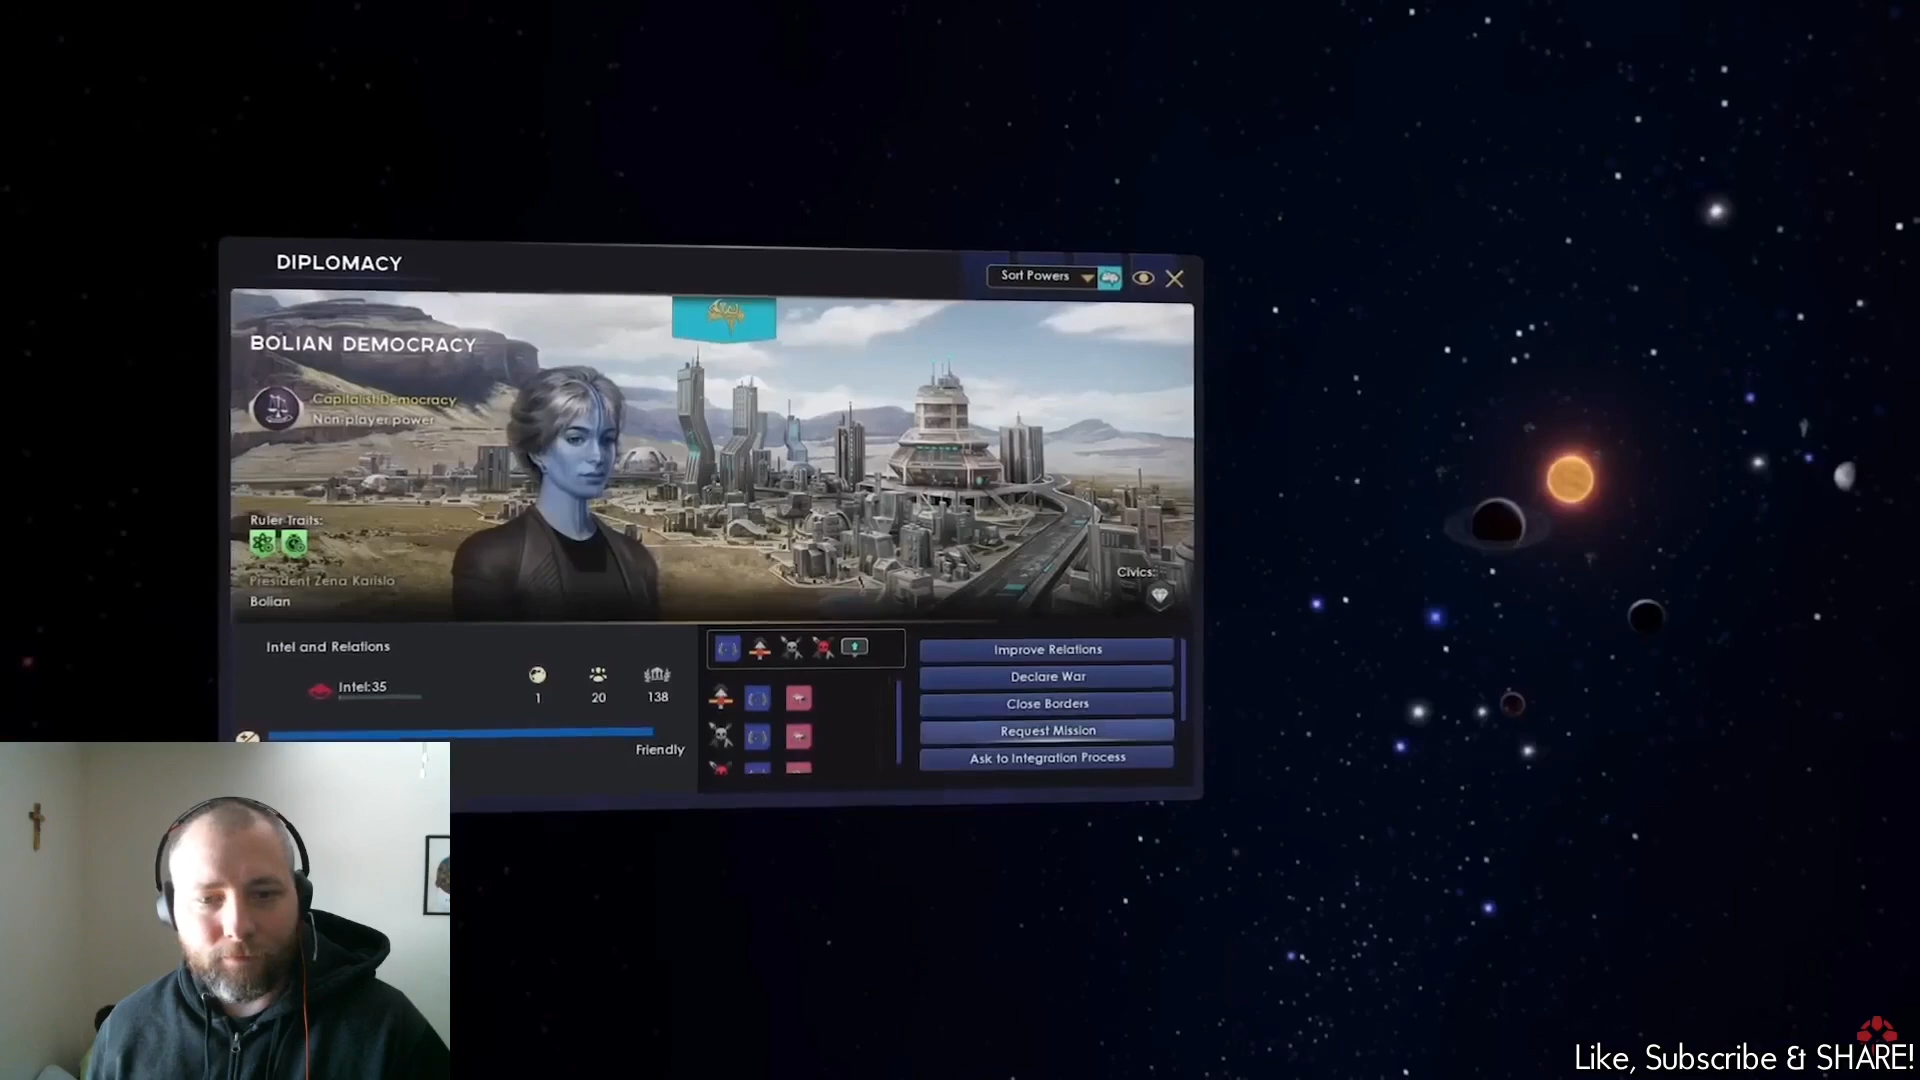 DIPLOMACY
Sort Powers
BOLIAN DEMOCRACY
Capitalist Democracy
Non-player power
Ruler Traits:
President Zena Karislo
Bolian
Civics:
Intel and Relations
Intel:35
1
20
138
Friendly
Improve Relations
Declare War
Close Borders
Request Mission
Ask to Integration Process
Like, Subscribe & SHARE!